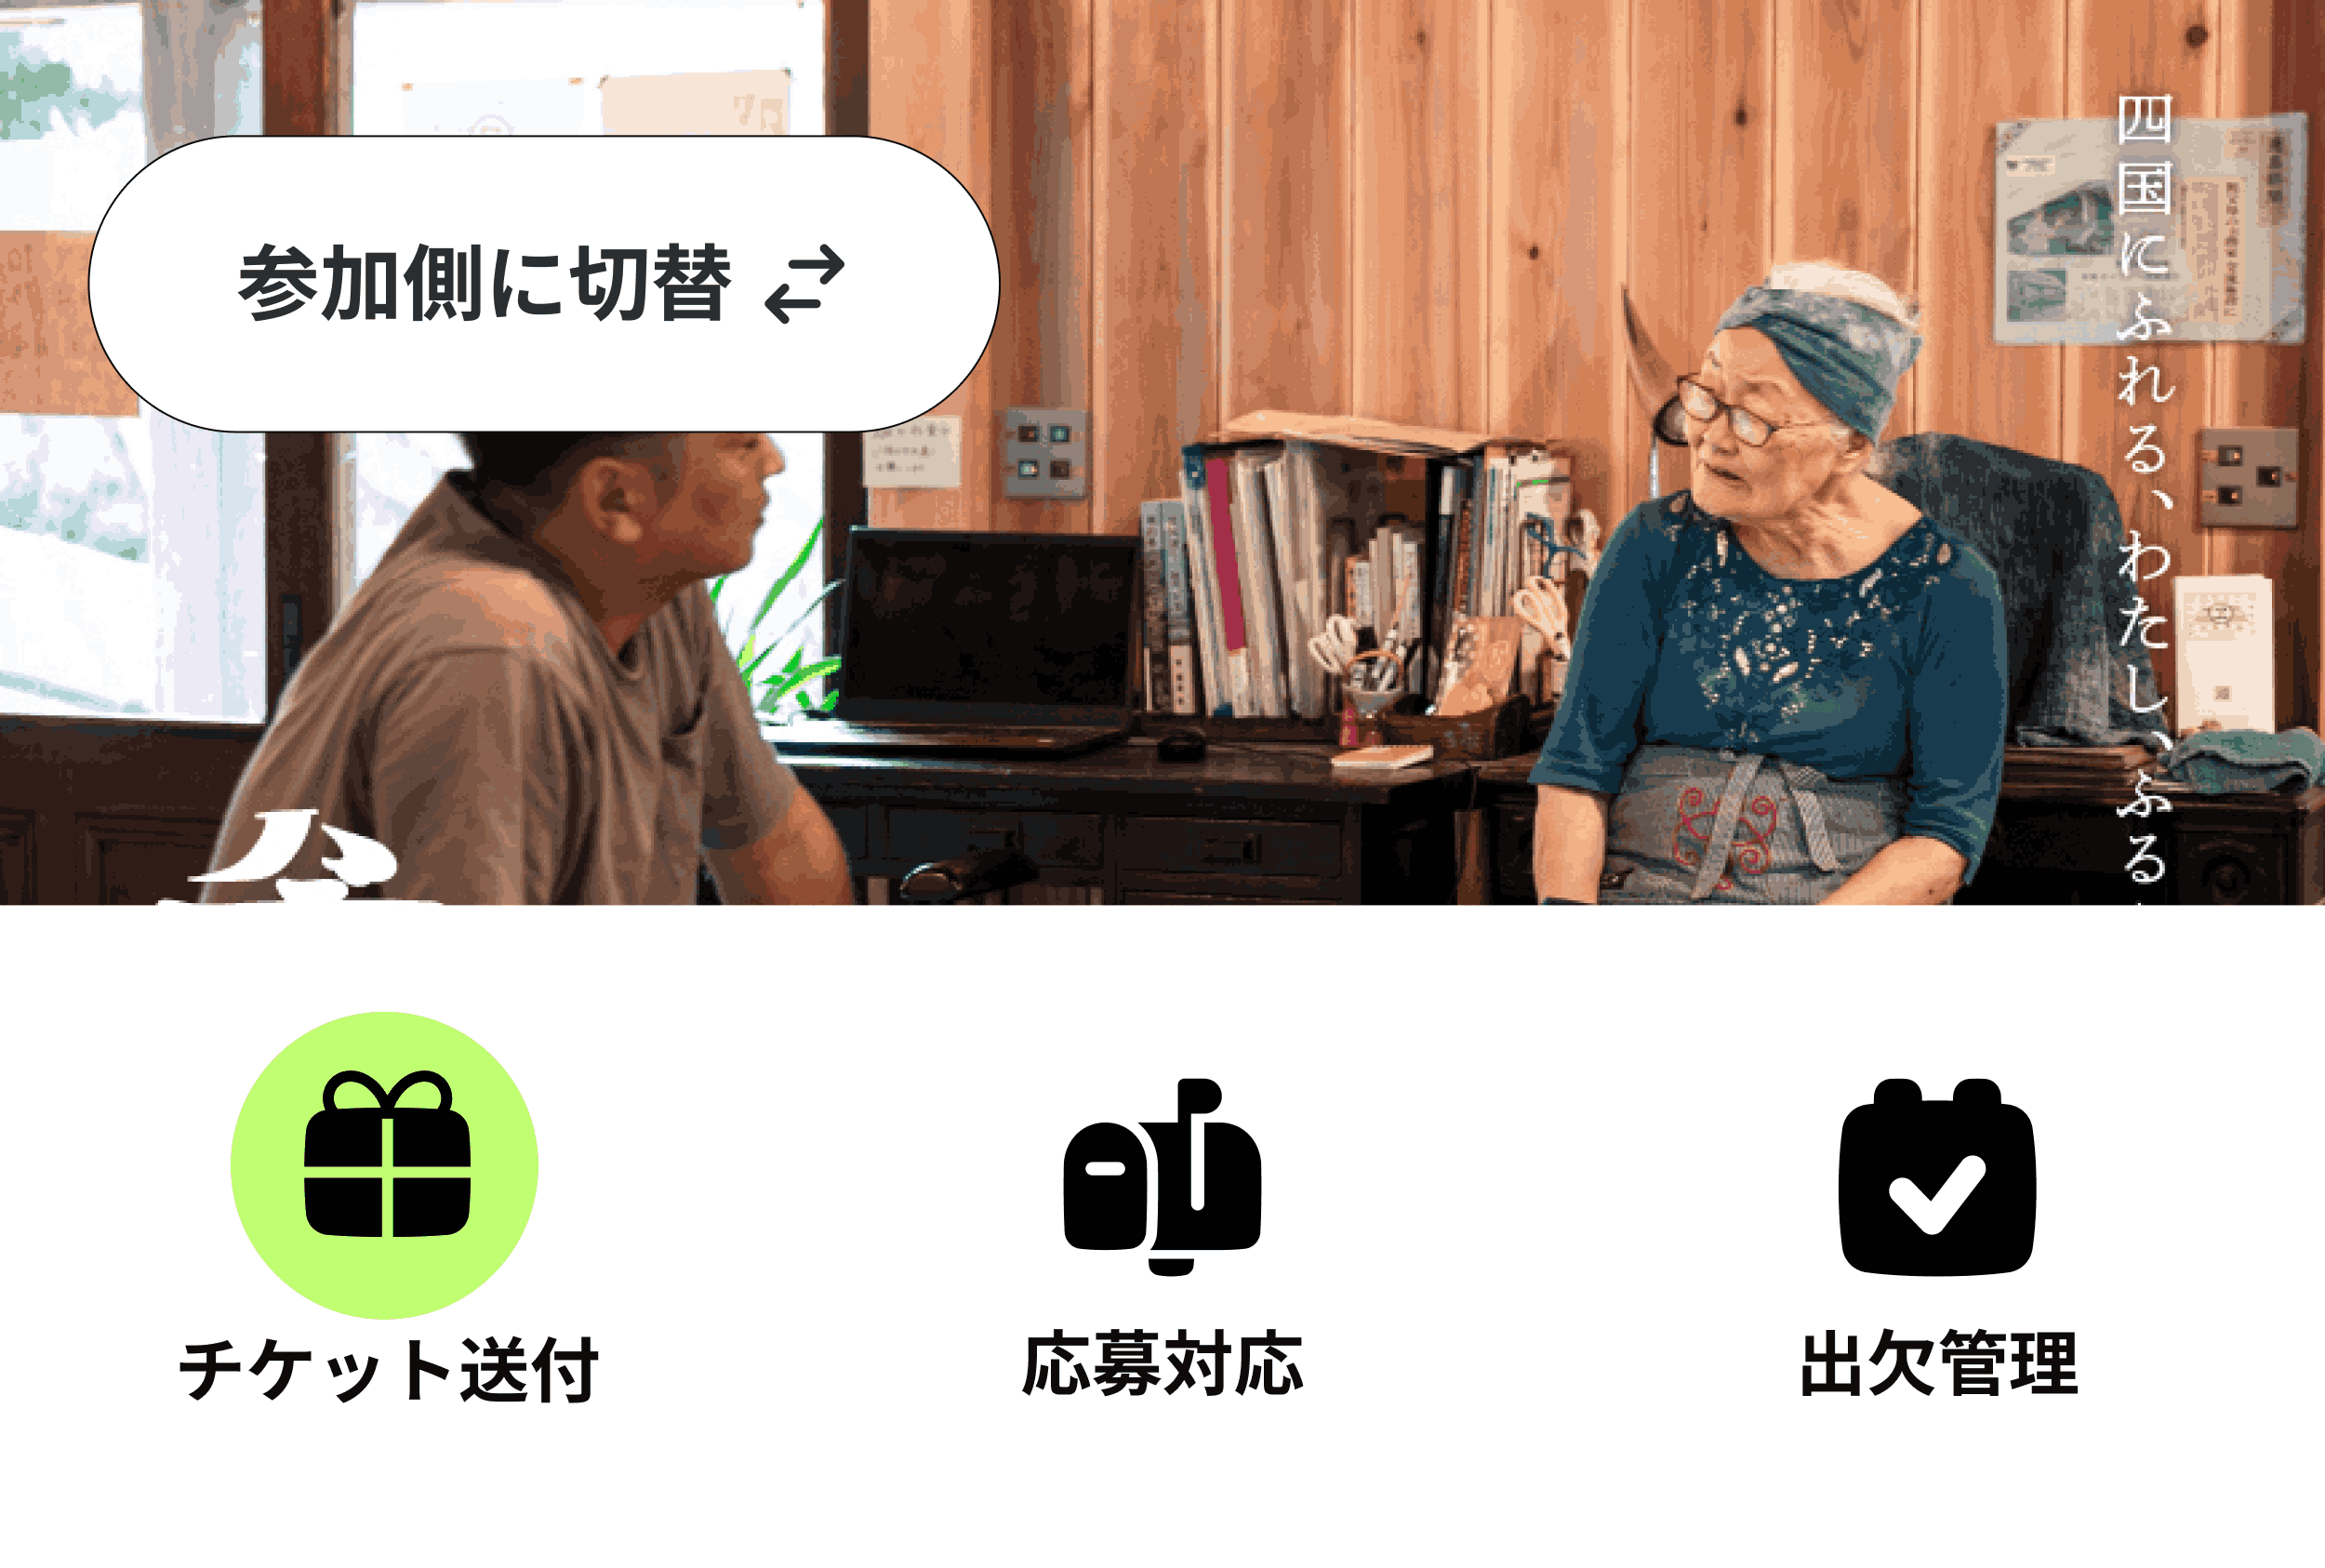 参加側に切替
四国にふれる、わたし、ふる
チケット送付
応募対応
出欠管理